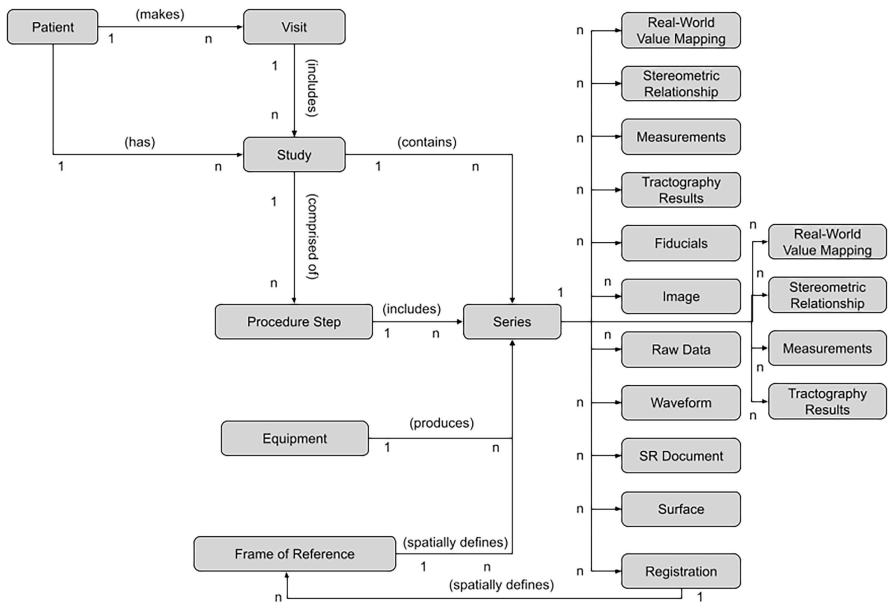 Patient
(makes)
1
n
Visit
1
(includes)
n
(has)
1
n
Study
(contains)
1
n
1
(comprised of)
n
Procedure Step
(includes)
1
n
Series
1
Equipment
(produces)
1
n
Frame of Reference
(spatially defines)
1
n
(spatially defines)
n
1
n
Real-World
Value Mapping
n
Stereometric
Relationship
n
Measurements
n
Tractography
Results
n
Fiducials
n
Image
n
Raw Data
n
Waveform
n
SR Document
n
Surface
n
Registration
n
Real-World
Value Mapping
n
Stereometric
Relationship
n
Measurements
n
Tractography
Results